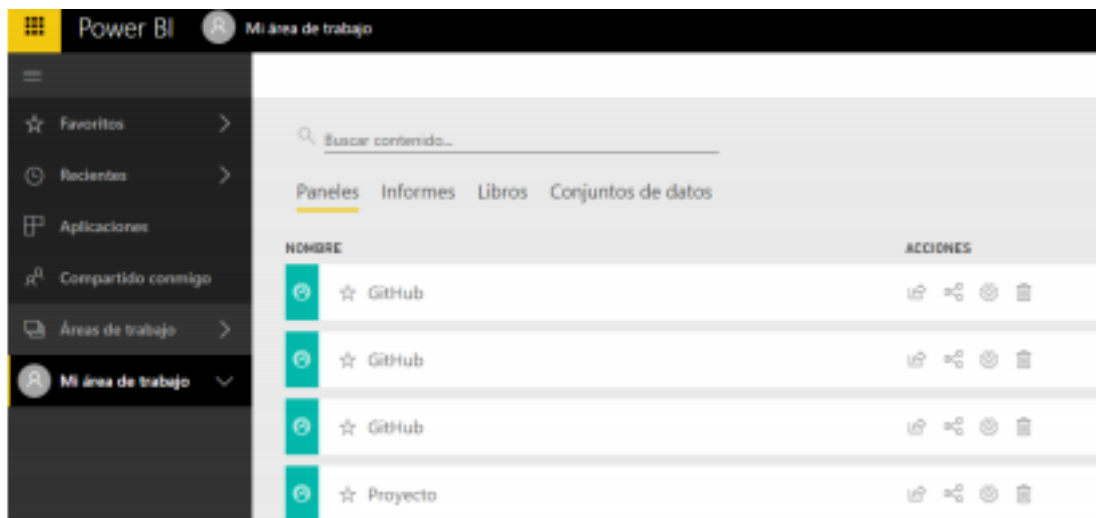 Power BI Mi área de trabajo
Favoritos
Recientes
Aplicaciones
Compartido conmigo
Áreas de trabajo
Mi área de trabajo
Buscar contenido...
Paneles Informes Libros Conjuntos de datos
NOMBRE ACCIONES
GitHub
GitHub
GitHub
Proyecto